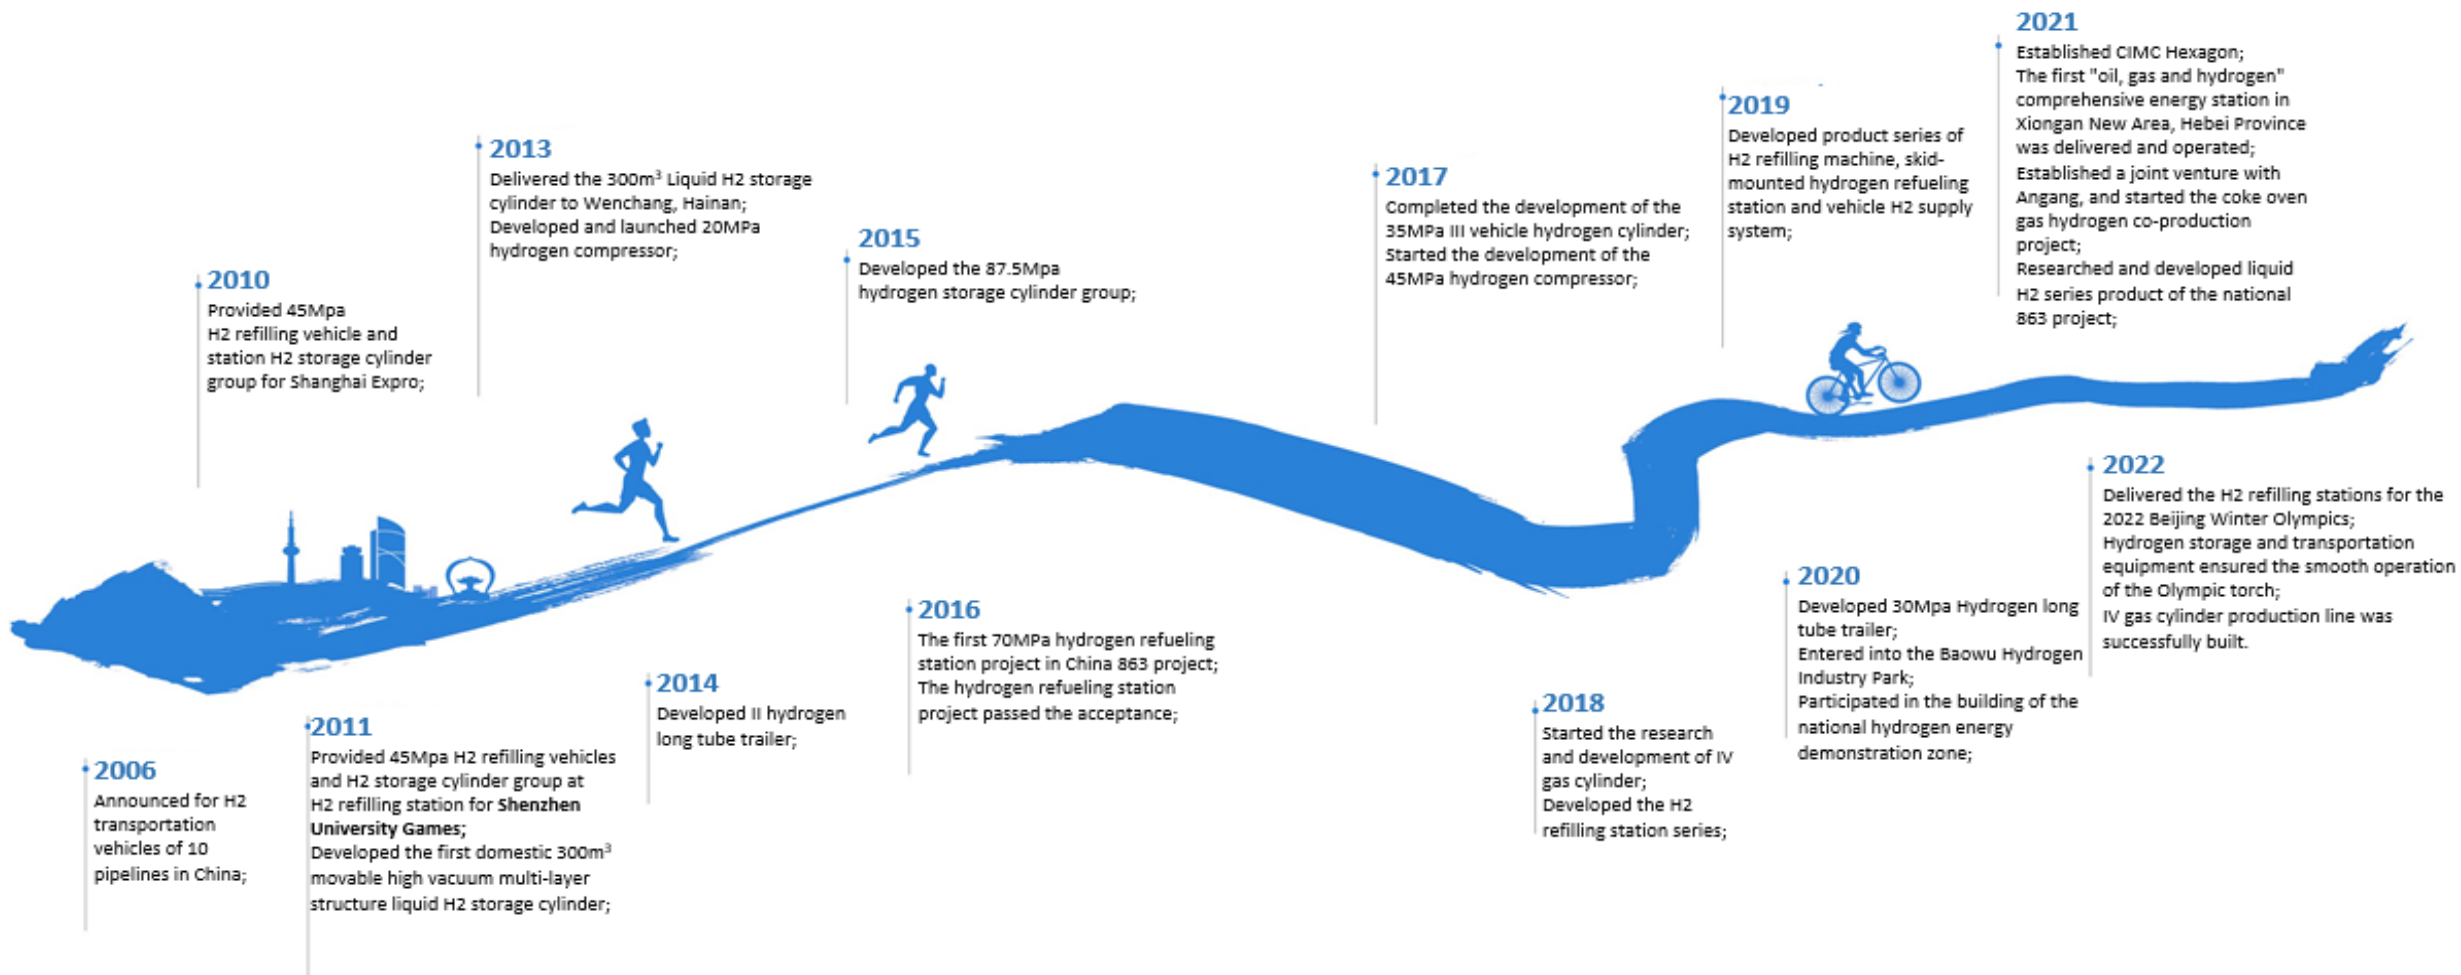 2006
Announced for H2
transportation
vehicles of 10
pipelines in China;
2010
Provided 45Mpa
H2 refilling vehicle and
station H2 storage cylinder
group for Shanghai Expro;
2011
Provided 45Mpa H2 refilling vehicles
and H2 storage cylinder group at
H2 refilling station for Shenzhen
University Games;
Developed the first domestic 300m³
movable high vacuum multi-layer
structure liquid H2 storage cylinder;
2013
Delivered the 300m³ Liquid H2 storage
cylinder to Wenchang, Hainan;
Developed and launched 20MPa
hydrogen compressor;
2014
Developed II hydrogen
long tube trailer;
2015
Developed the 87.5Mpa
hydrogen storage cylinder group;
2016
The first 70MPa hydrogen refueling
station project in China 863 project;
The hydrogen refueling station
project passed the acceptance;
2017
Completed the development of the
35MPa III vehicle hydrogen cylinder;
Started the development of the
45MPa hydrogen compressor;
2018
Started the research
and development of IV
gas cylinder;
Developed the H2
refilling station series;
2019
Developed product series of
H2 refilling machine, skid-
mounted hydrogen refueling
station and vehicle H2 supply
system;
2020
Developed 30Mpa Hydrogen long
tube trailer;
Entered into the Baowu Hydrogen
Industry Park;
Participated in the building of the
national hydrogen energy
demonstration zone;
2021
Established CIMC Hexagon;
The first "oil, gas and hydrogen"
comprehensive energy station in
Xiongan New Area, Hebei Province
was delivered and operated;
Established a joint venture with
Angang, and started the coke oven
gas hydrogen co-production
project;
Researched and developed liquid
H2 series product of the national
863 project;
2022
Delivered the H2 refilling stations for the
2022 Beijing Winter Olympics;
Hydrogen storage and transportation
equipment ensured the smooth operation
of the Olympic torch;
IV gas cylinder production line was
successfully built.